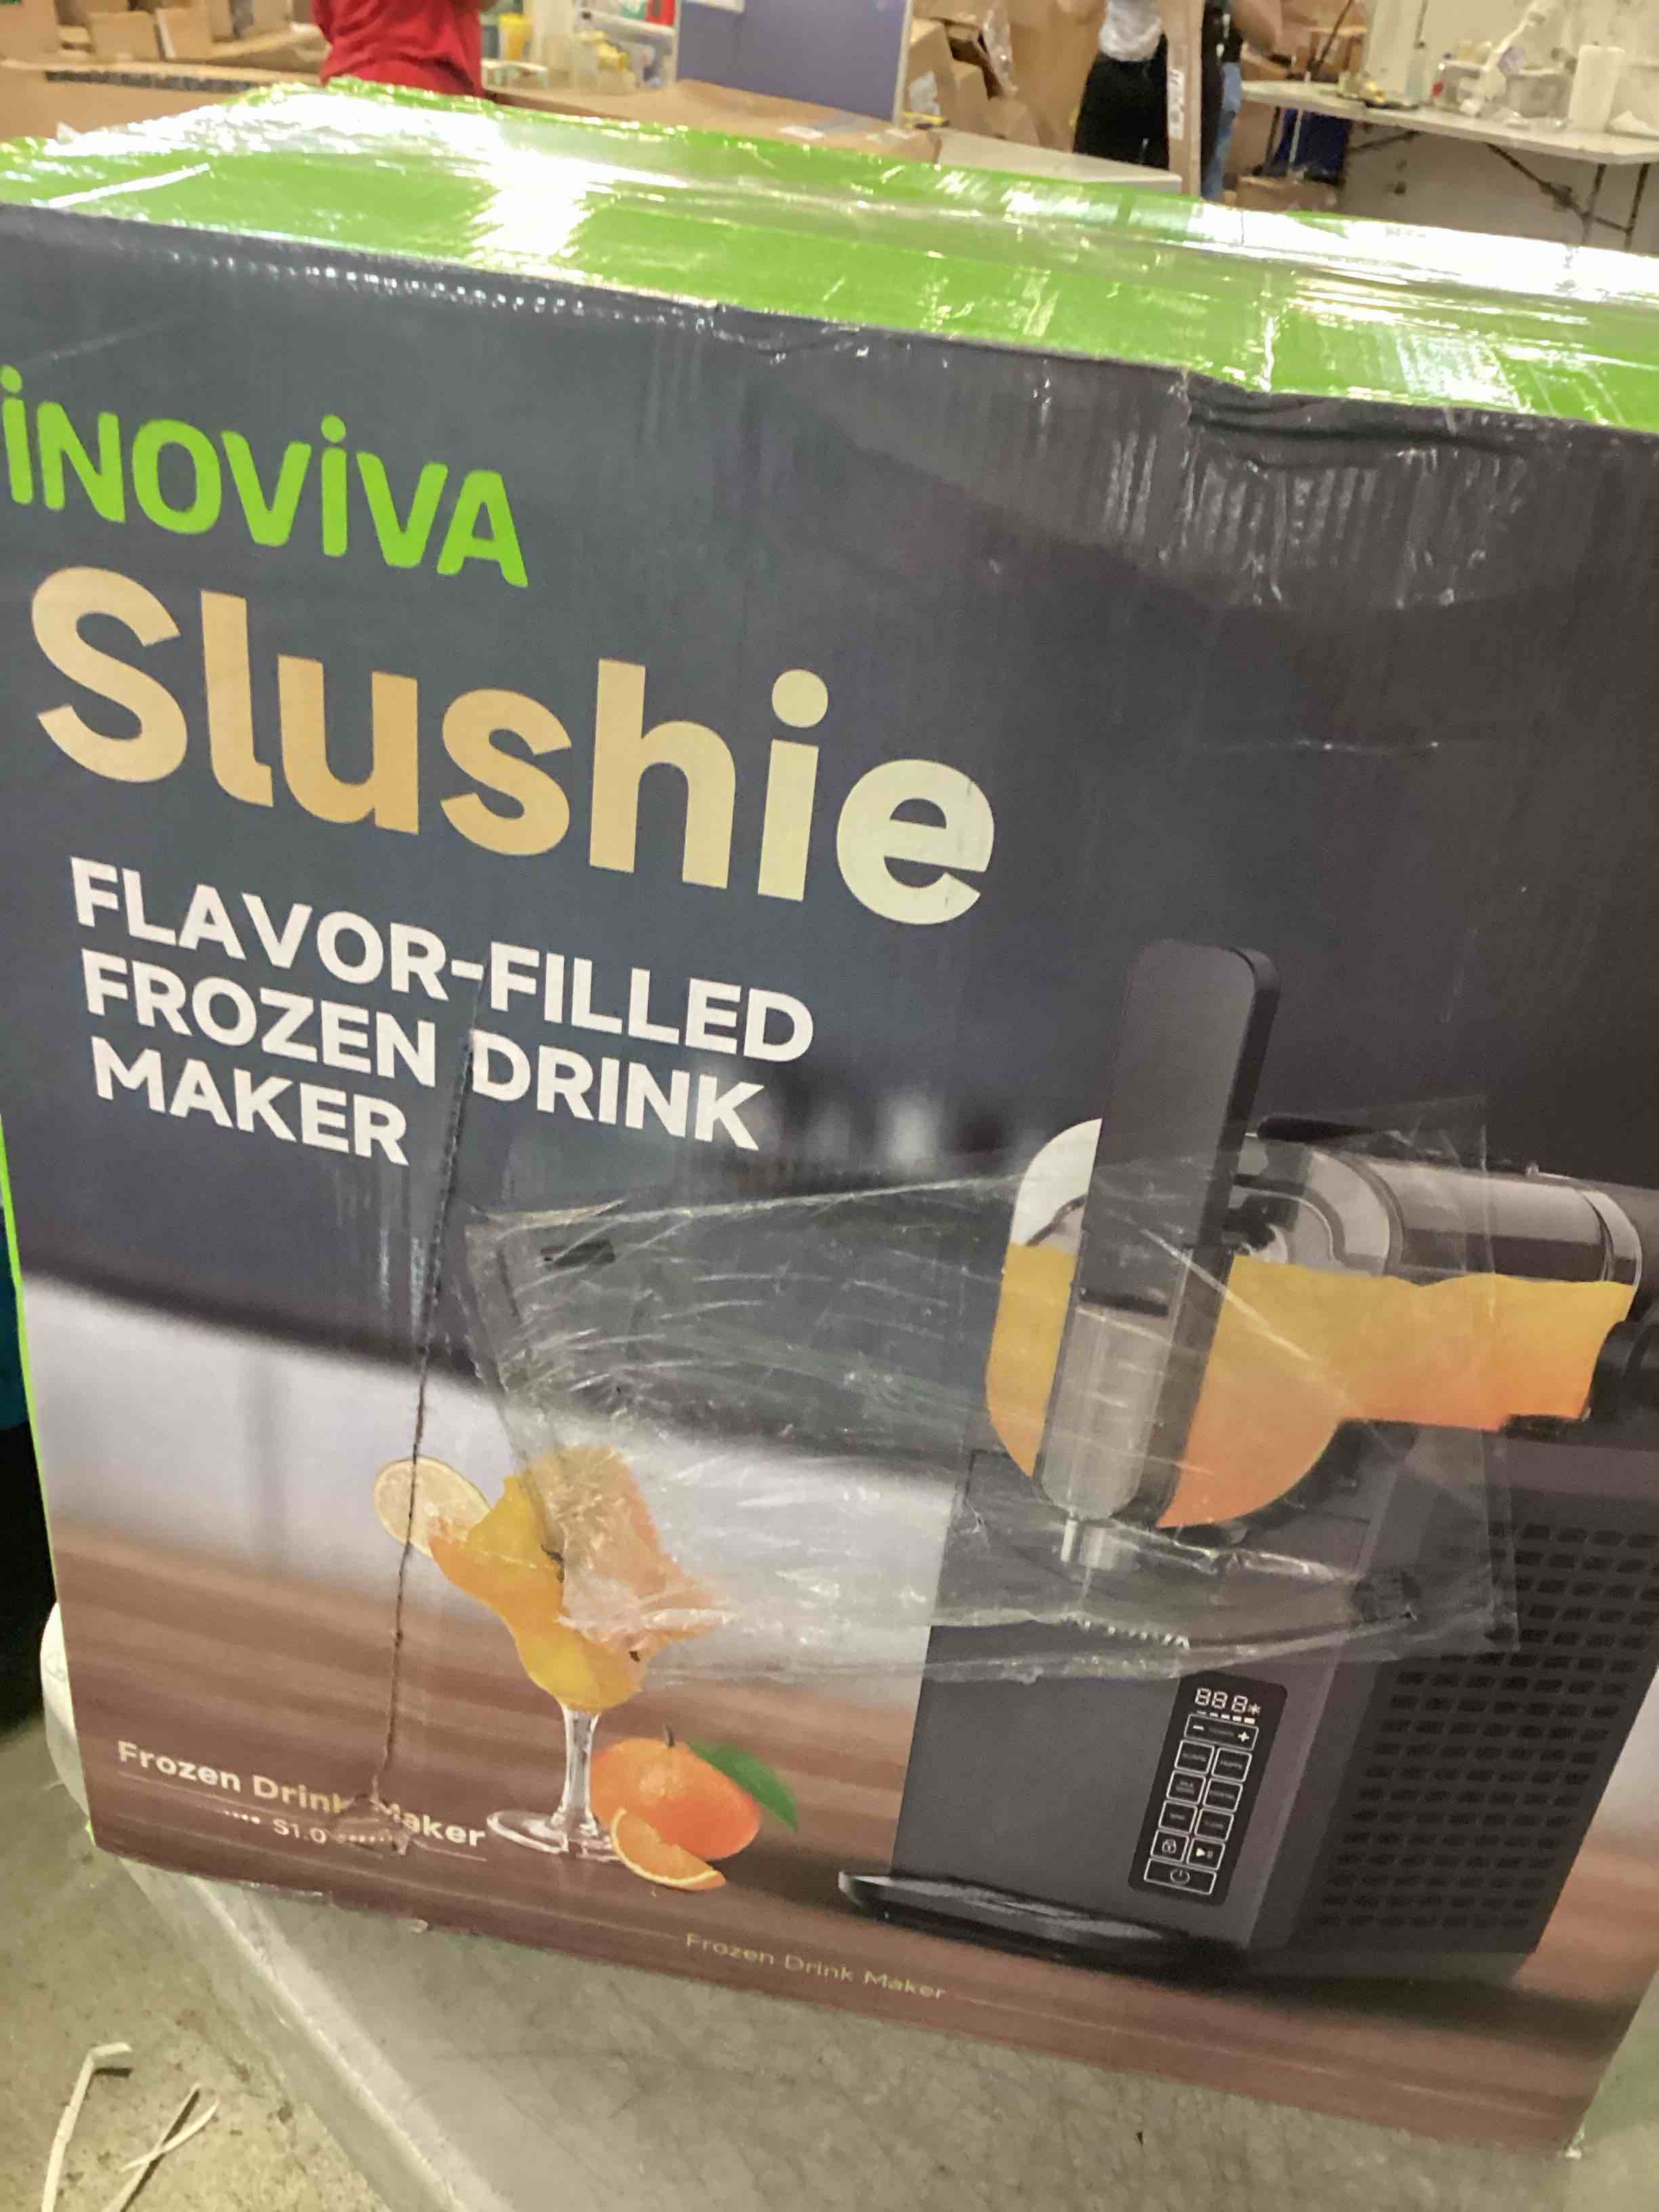 iNOViVA
Slushie
FLAVOR-FILLED
FROZEN DRINK
MAKER
888*
Frozen Drink Maker
S1.0
Frozen Drink Maker